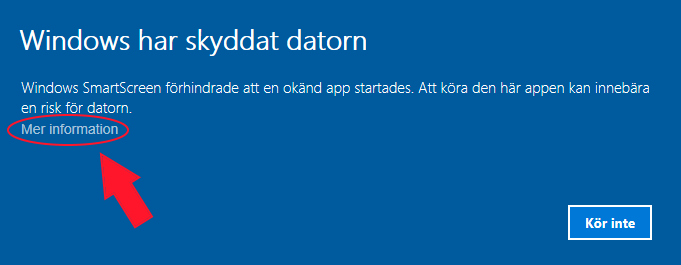 Windows har skyddat datorn
Windows SmartScreen förhindrade att en okänd app startades. Att köra den här appen kan innebära
en risk för datorn.
Mer information
Kör inte